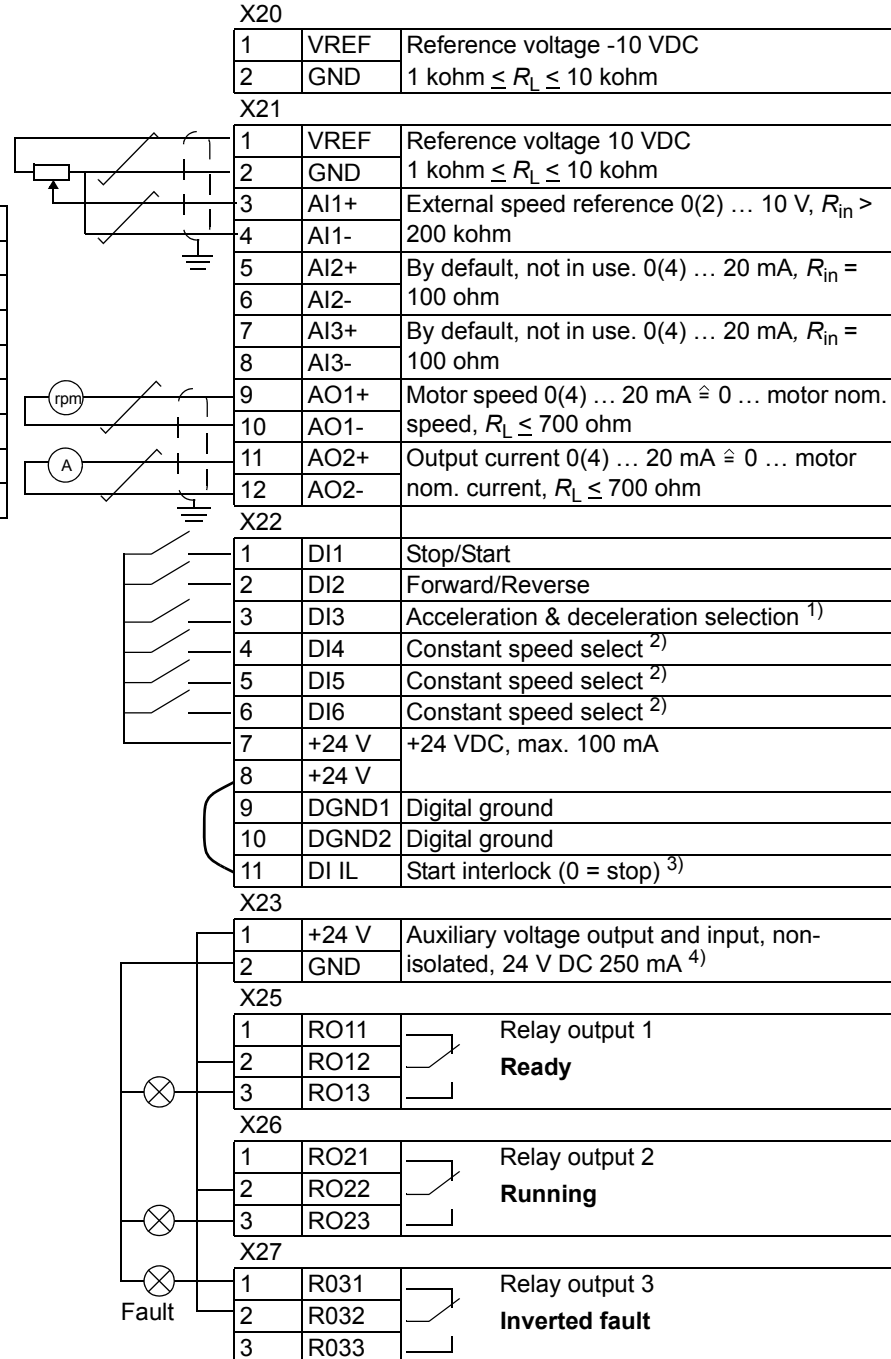 X20
1 VREF Reference voltage -10 VDC
2 GND 1 kohm ≤ RL ≤ 10 kohm
X21
1 VREF Reference voltage 10 VDC
2 GND 1 kohm ≤ RL ≤ 10 kohm
3 AI1+ External speed reference 0(2) … 10 V, Rin >
4 AI1- 200 kohm
5 AI2+ By default, not in use. 0(4) … 20 mA, Rin =
6 AI2- 100 ohm
7 AI3+ By default, not in use. 0(4) … 20 mA, Rin =
8 AI3- 100 ohm
rpm 9 AO1+ Motor speed 0(4) … 20 mA ≙ 0 … motor nom.
10 AO1- speed, RL ≤ 700 ohm
A 11 AO2+ Output current 0(4) … 20 mA ≙ 0 … motor
12 AO2- nom. current, RL ≤ 700 ohm
X22
1 DI1 Stop/Start
2 DI2 Forward/Reverse
3 DI3 Acceleration & deceleration selection 1)
4 DI4 Constant speed select 2)
5 DI5 Constant speed select 2)
6 DI6 Constant speed select 2)
7 +24 V +24 VDC, max. 100 mA
8 +24 V
9 DGND1 Digital ground
10 DGND2 Digital ground
11 DI IL Start interlock (0 = stop) 3)
X23
1 +24 V Auxiliary voltage output and input, non-
2 GND isolated, 24 V DC 250 mA 4)
X25
1 RO11 Relay output 1
2 RO12 Ready
3 RO13
X26
1 RO21 Relay output 2
2 RO22 Running
3 RO23
X27
1 R031 Relay output 3
Fault 2 R032 Inverted fault
3 R033